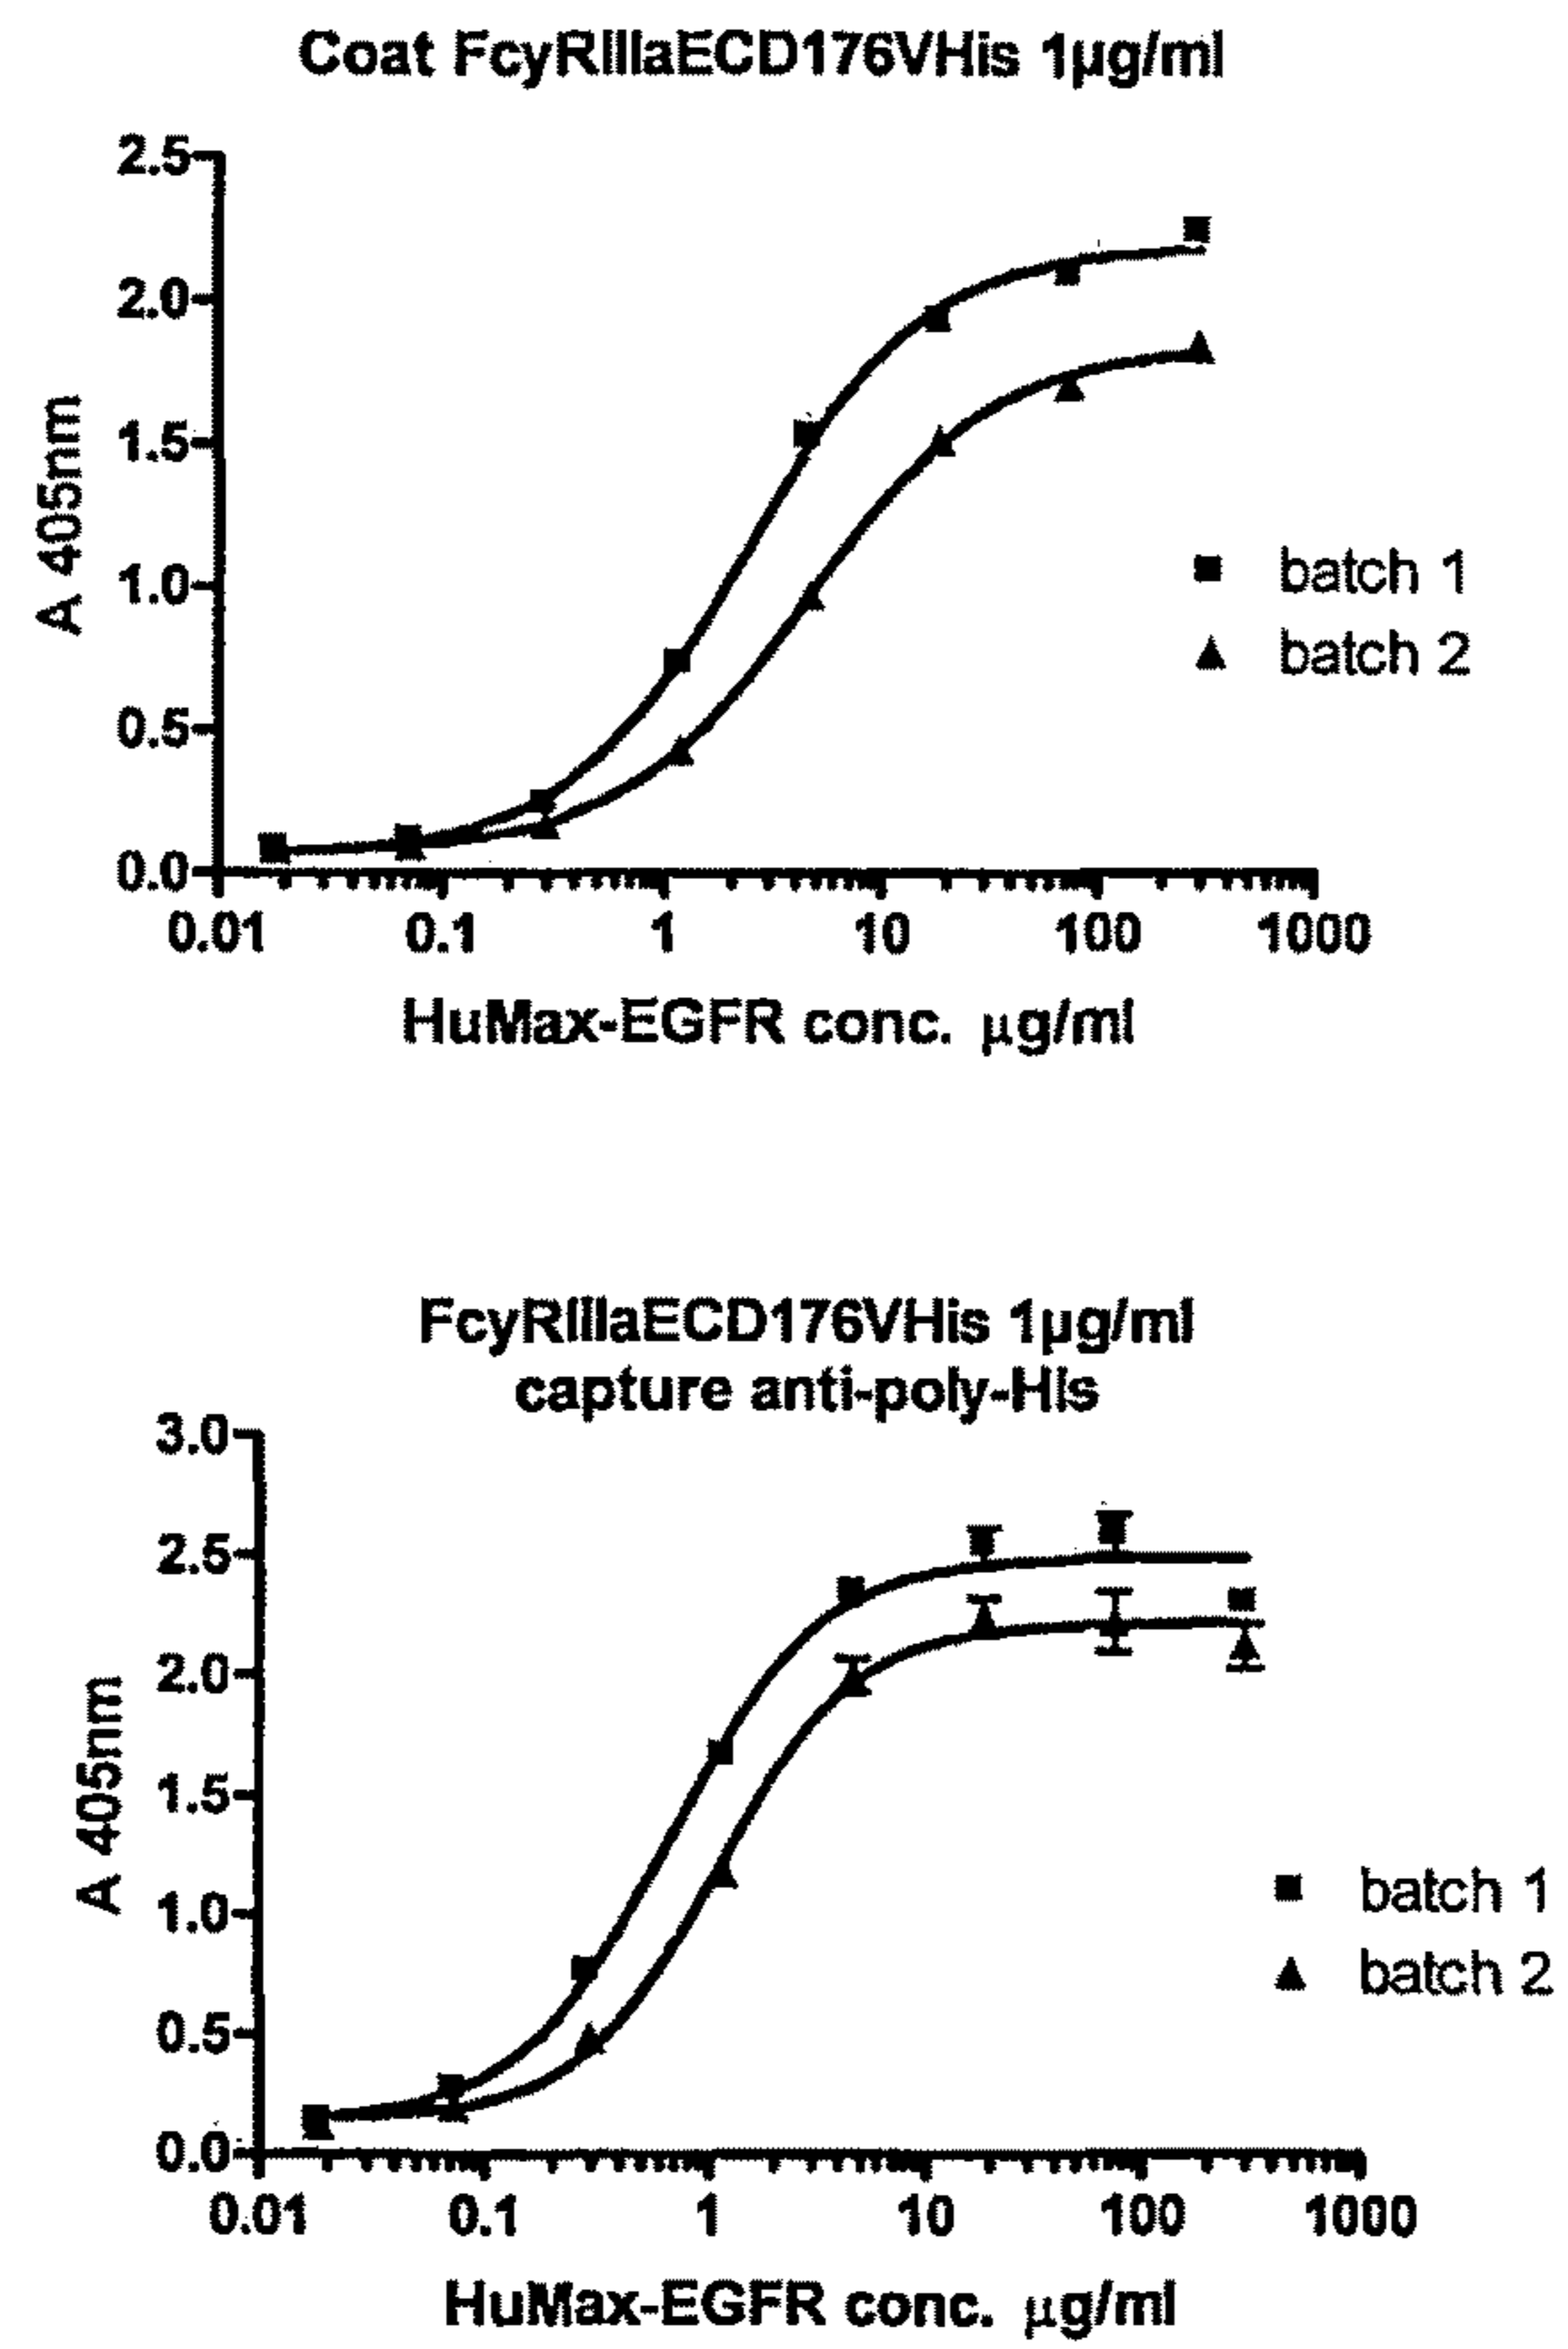 Coat FcyRIIIaECD176VHis 1µg/ml
2.5
2.0
1.5
1.0
0.5
0.0
A 405nm
batch 1
batch 2
0.01 0.1 1 10 100 1000
HuMax-EGFR conc. µg/ml
FcyRIIIaECD176VHis 1µg/ml
capture anti-poly-His
3.0
2.5
2.0
1.5
1.0
0.5
0.0
A 405nm
batch 1
batch 2
0.01 0.1 1 10 100 1000
HuMax-EGFR conc. µg/ml